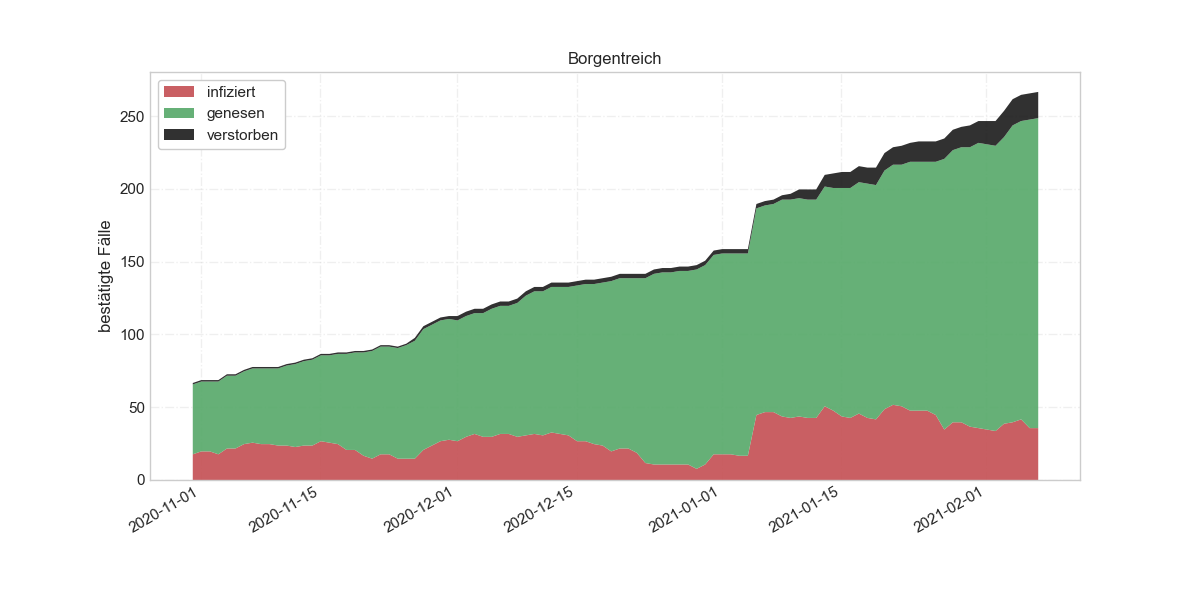 Borgentreich
infiziert
genesen
verstorben
bestätigte Fälle
250
200
150
100
50
0
2020-11-01
2020-11-15
2020-12-01
2020-12-15
2021-01-01
2021-01-15
2021-02-01